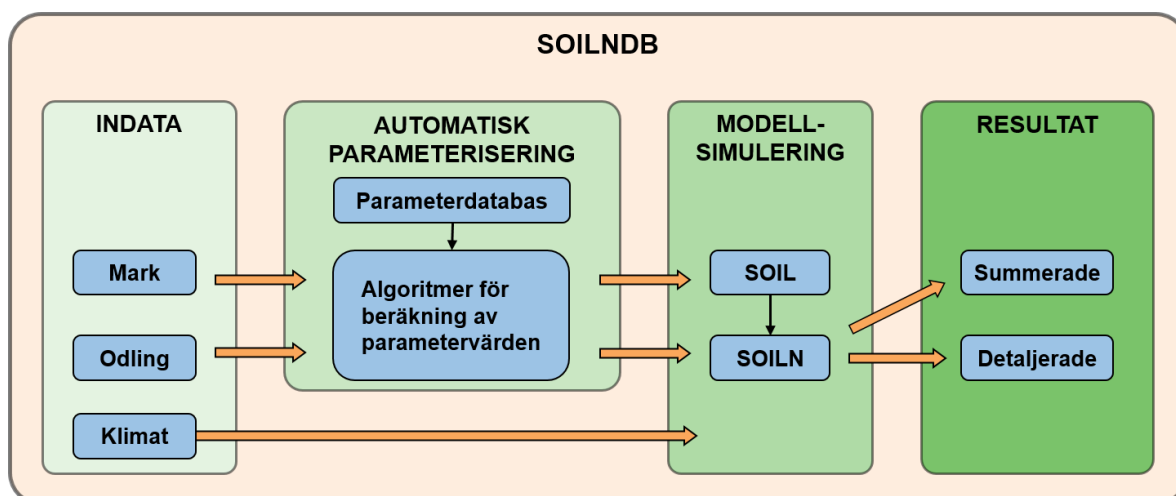 SOILNDB
INDATA
Mark
Odling
Klimat
AUTOMATISK
PARAMETERISERING
Parameterdatabas
Algoritmer för
beräkning av
parametervärden
MODELL-
SIMULERING
SOIL
SOILN
RESULTAT
Summerade
Detaljerade